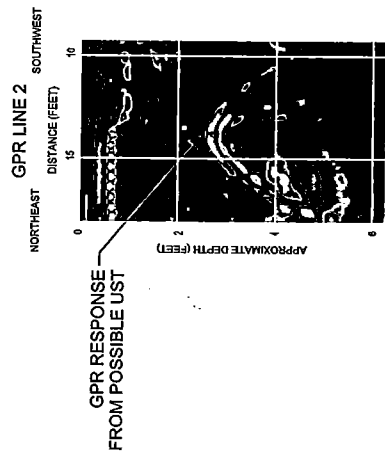 GPR LINE 2
NORTHEAST
SOUTHWEST
DISTANCE (FEET)
15
10
0
2
4
6
APPROXIMATE DEPTH (FEET)
GPR RESPONSE
FROM POSSIBLE UST